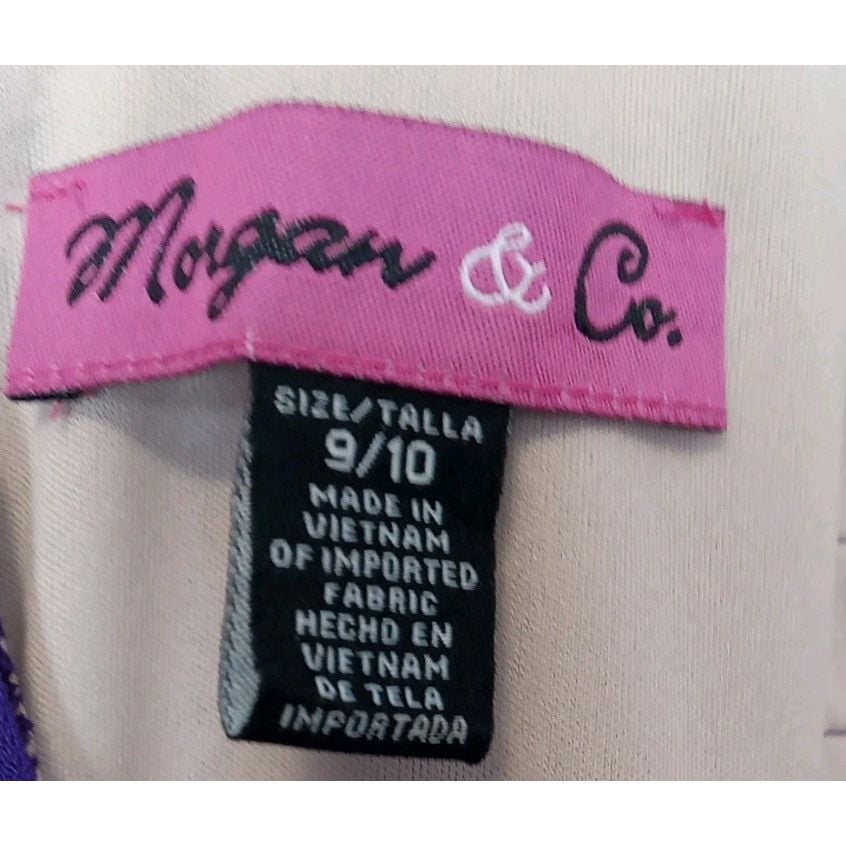 Morgan & Co.
SIZE/TALLA
9/10
MADE IN
VIETNAM
OF IMPORTED
FABRIC
HECHO EN
VIETNAM
DE TELA
IMPORTADA